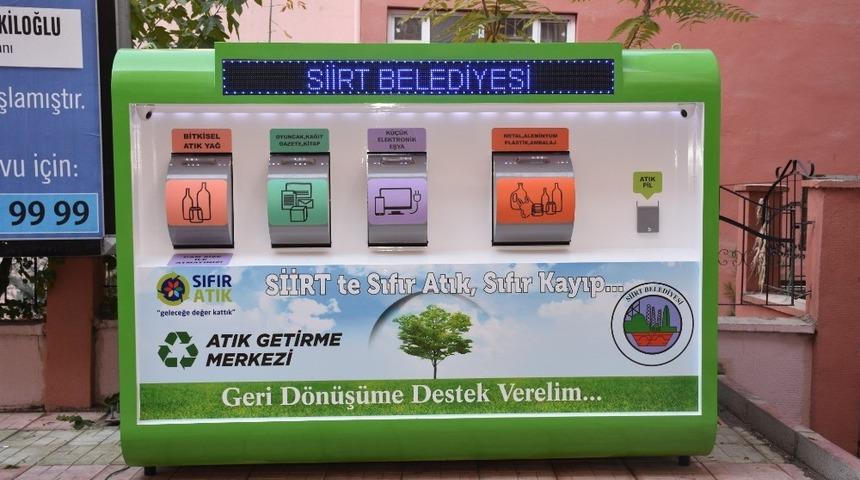 KİLOĞLU
anı
şlamıştır.
vu için:
99 99
SİİRT BELEDİYESİ
BİTKİSEL
ATIK YAĞ
OYUNCAK,KAĞIT
GAZETE,KİTAP
KÜÇÜK
ELEKTRONİK
EŞYA
METAL,ALEMİNYUM
PLASTİK,AMBALAJ
ATIK
PİL
SIFIR
ATIK
"geleceğe değer kattık"
SİİRT te Sıfır Atık, Sıfır Kayıp...
SİİRT BELEDİYESİ
ATIK GETİRME
MERKEZİ
Geri Dönüşüme Destek Verelim...